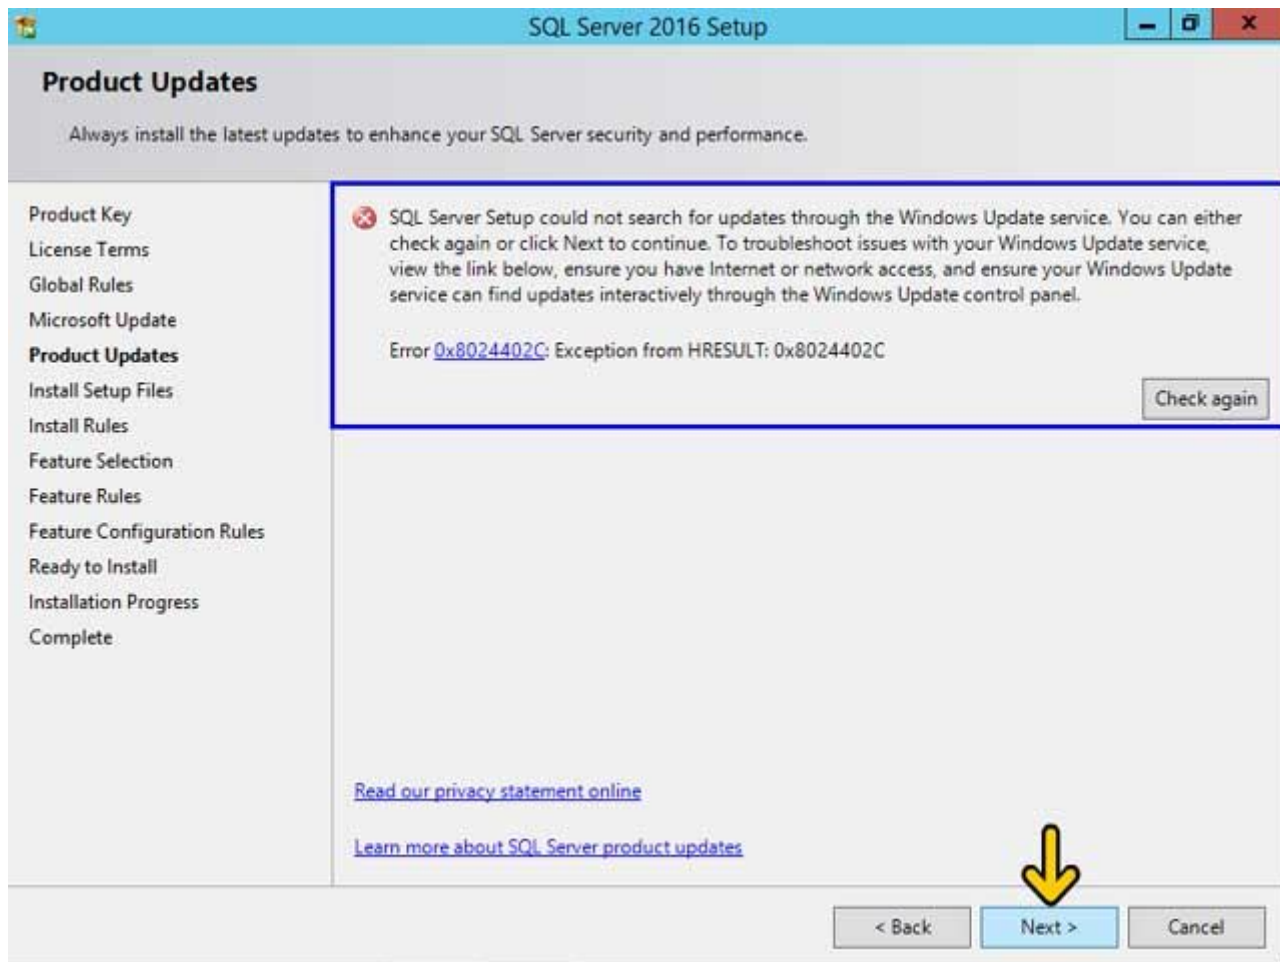 SQL Server 2016 Setup
Product Updates
Always install the latest updates to enhance your SQL Server security and performance.
Product Key
License Terms
Global Rules
Microsoft Update
Product Updates
Install Setup Files
Install Rules
Feature Selection
Feature Rules
Feature Configuration Rules
Ready to Install
Installation Progress
Complete
SQL Server Setup could not search for updates through the Windows Update service. You can either
check again or click Next to continue. To troubleshoot issues with your Windows Update service,
view the link below, ensure you have Internet or network access, and ensure your Windows Update
service can find updates interactively through the Windows Update control panel.
Error 0x8024402C: Exception from HRESULT: 0x8024402C
Check again
Read our privacy statement online
Learn more about SQL Server product updates
< Back
Next >
Cancel